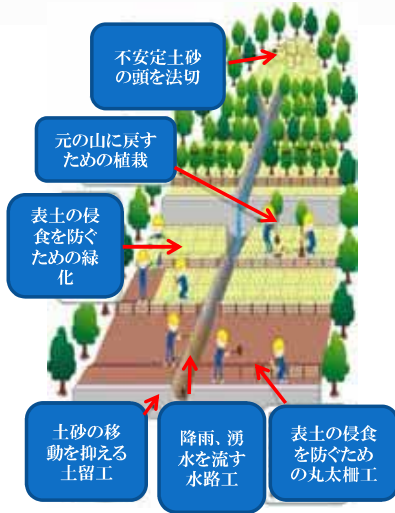 不安定土砂
の頭を法切
元の山に戻す
ための植栽
表土の侵
食を防ぐ
ための緑
化
土砂の移
動を抑える
土留工
降雨、湧
水を流す
水路工
表土の侵食
を防ぐため
の丸太柵工